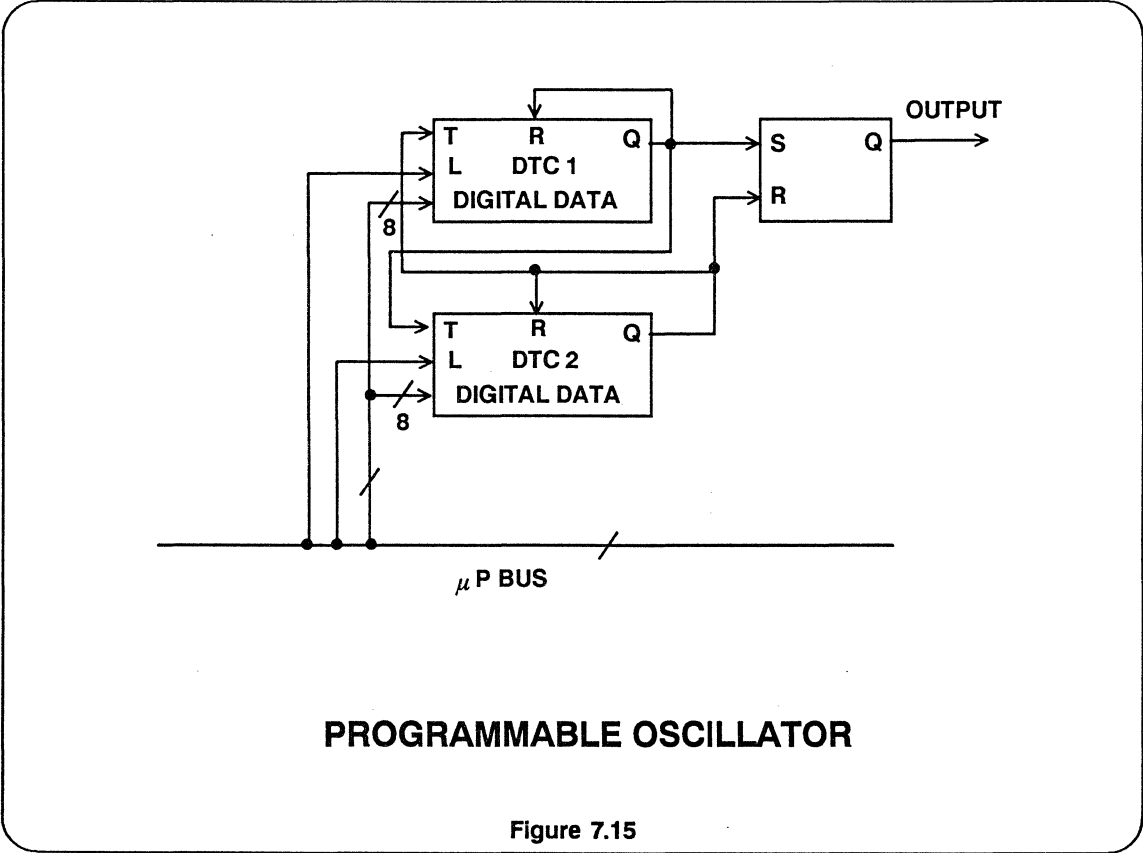 OUTPUT
T R Q
L DTC 1
DIGITAL DATA
8
S Q
R
T R Q
L DTC 2
DIGITAL DATA
8
μ P BUS
PROGRAMMABLE OSCILLATOR
Figure 7.15